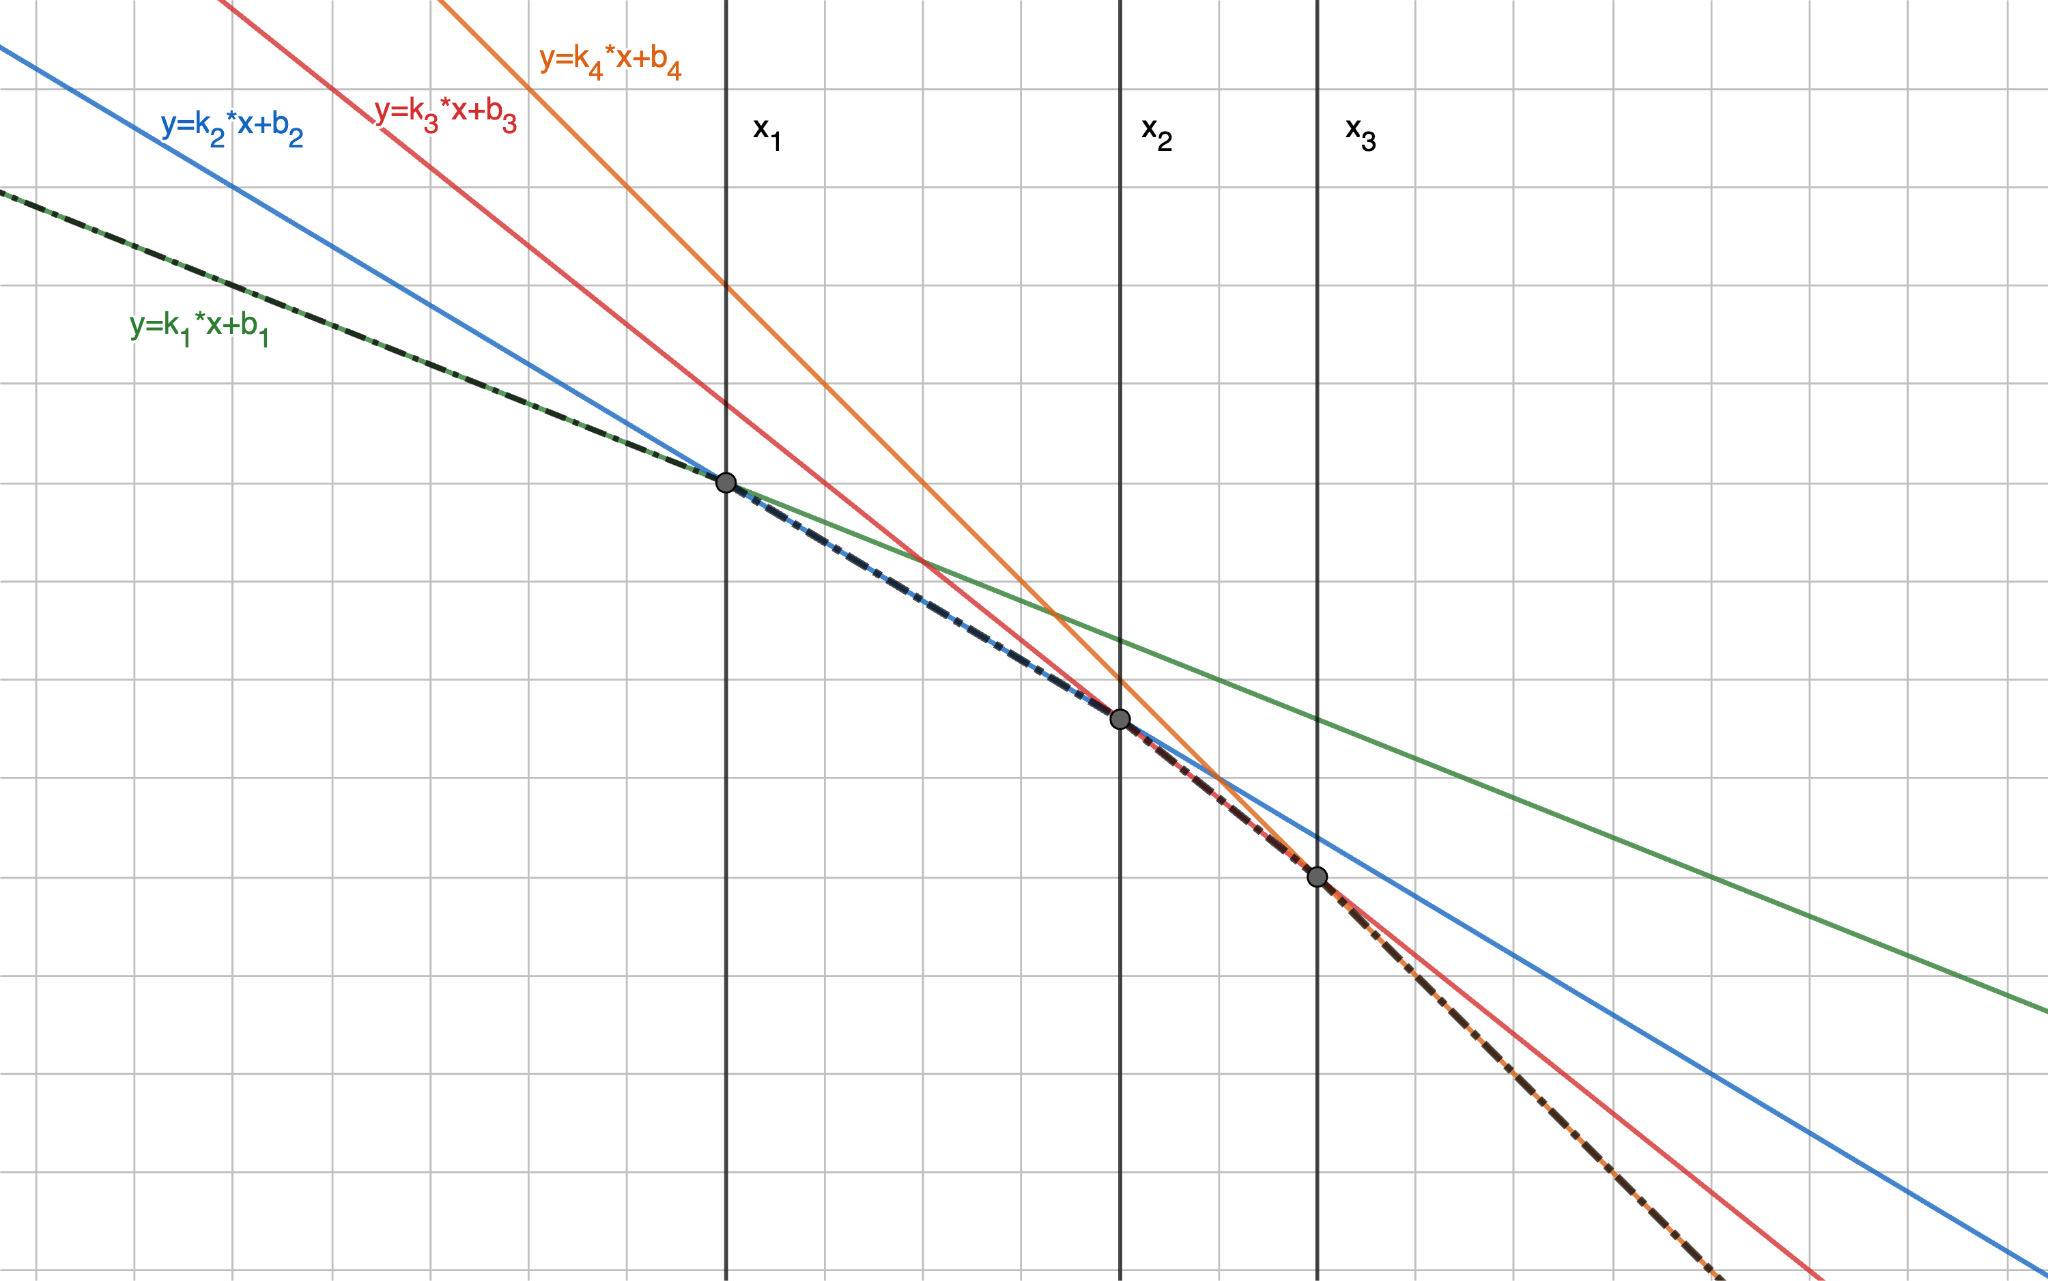 y=k₄*x+b₄
y=k₃*x+b₃
y=k₂*x+b₂
x₁
x₂
x₃
y=k₁*x+b₁